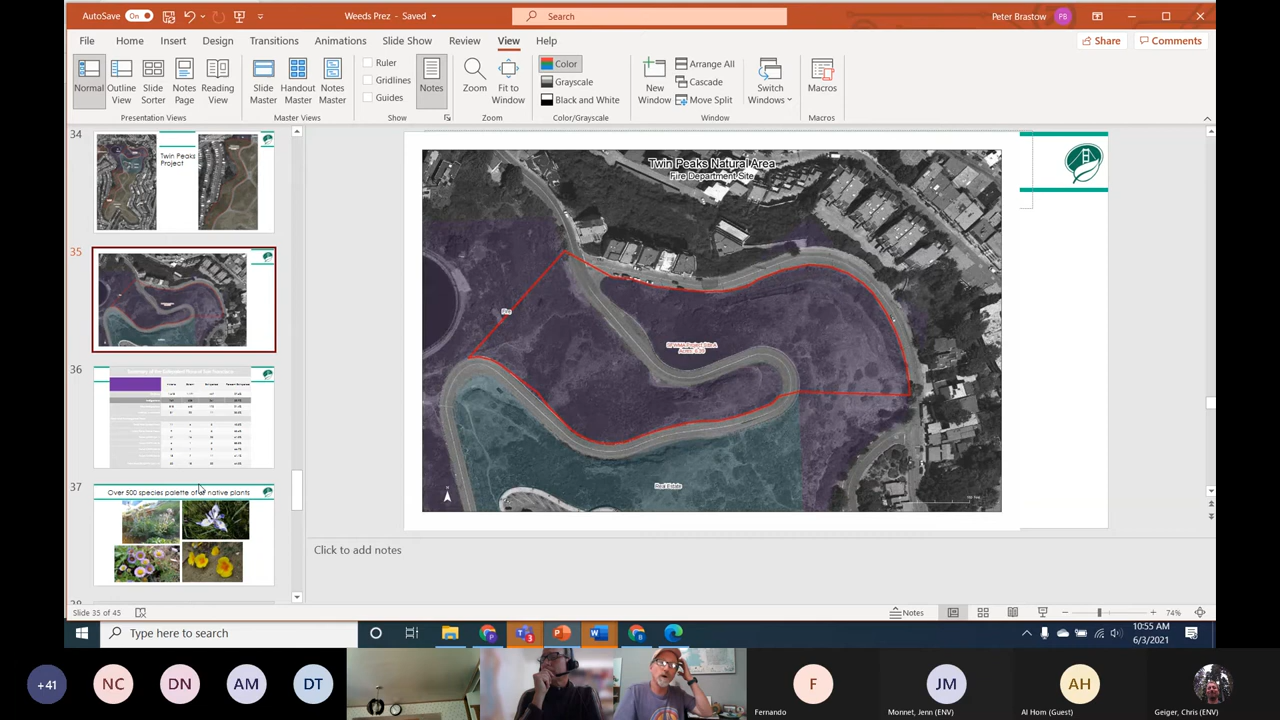 AutoSave On Weeds Prez - Saved Search Peter Brastow PB
File Home Insert Design Transitions Animations Slide Show Review View Help Share Comments
Normal Outline View Slide Sorter Notes Page Reading View
Presentation Views
Slide Master Handout Master Notes Master
Master Views
Ruler
Gridlines
Guides
Show
Notes
Zoom Fit to Window
Zoom
Color
Grayscale
Black and White
Color/Grayscale
New Window
Arrange All
Cascade
Move Split
Switch Windows
Window
Macros
Macros
34
Twin Peaks
Project
35
36
37
Over 500 species palette of native plants
Twin Peaks Natural Area
Fire Department Site
Fire
Real Estate
N
Click to add notes
Slide 35 of 45 Notes 74%
Type here to search
3
10:55 AM
6/3/2021
+41 NC DN AM DT F JM AH
Fernando Monnet, Jenn (ENV) Al Hom (Guest) Geiger, Chris (ENV)